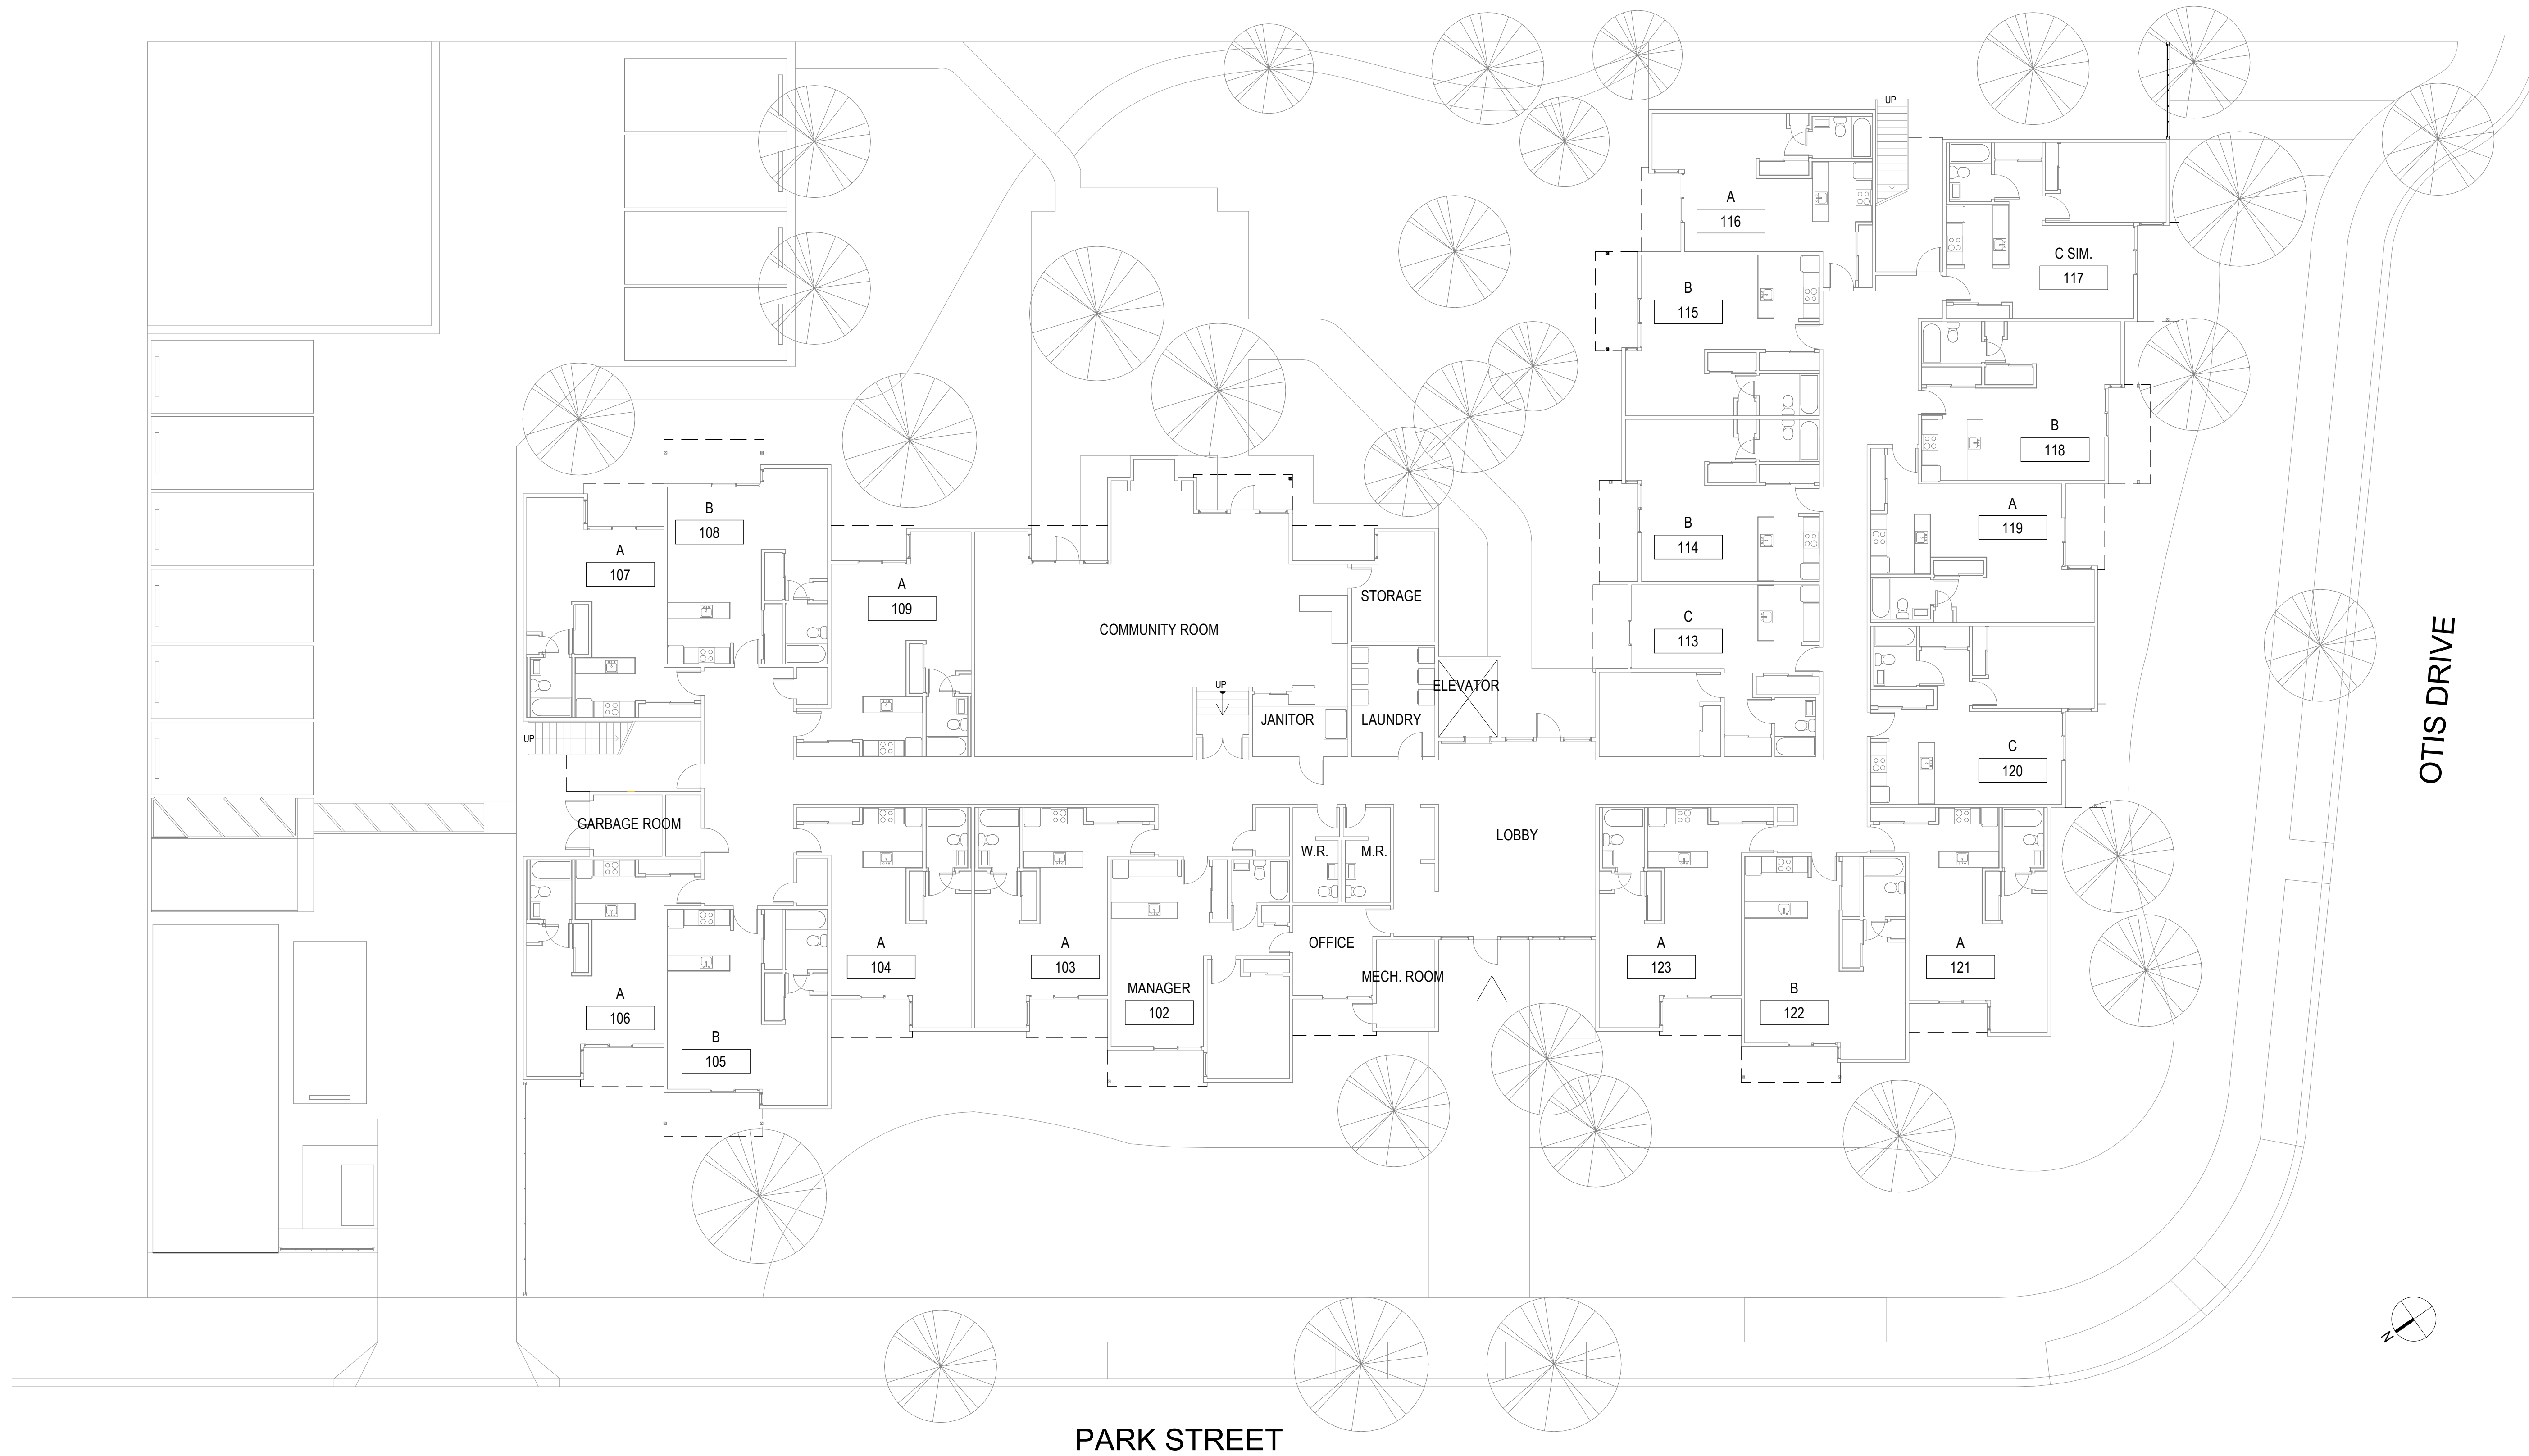 UP
A
116
C SIM.
117
B
115
B
118
B
108
A
107
A
109
A
119
B
114
STORAGE
COMMUNITY ROOM
C
113
ELEVATOR
UP
JANITOR
LAUNDRY
UP
C
120
GARBAGE ROOM
LOBBY
W.R.
M.R.
A
104
A
103
OFFICE
MECH. ROOM
MANAGER
102
A
123
A
121
B
122
A
106
B
105
OTIS DRIVE
N
PARK STREET